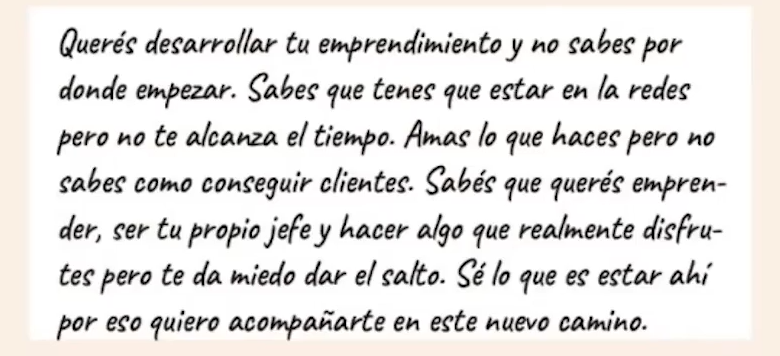 Querés desarrollar tu emprendimiento y no sabes por
donde empezar. Sabes que tenes que estar en la redes
pero no te alcanza el tiempo. Amas lo que haces pero no
sabes como conseguir clientes. Sabés que querés empren-
der, ser tu propio jefe y hacer algo que realmente disfru-
tes pero te da miedo dar el salto. Sé lo que es estar ahí
por eso quiero acompañarte en este nuevo camino.